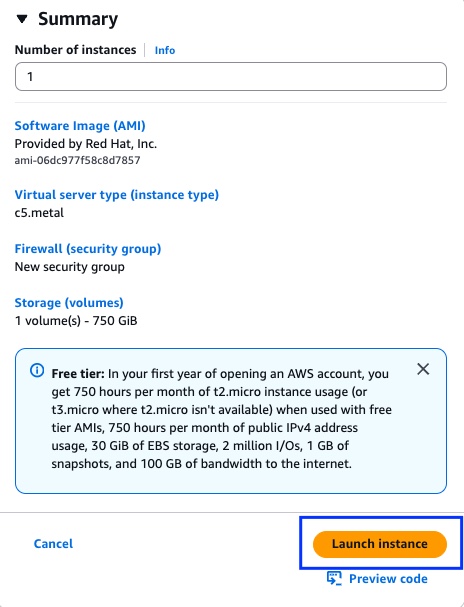 Summary
Number of instances Info
1
Software Image (AMI)
Provided by Red Hat, Inc.
ami-06dc977f58c8d7857
Virtual server type (instance type)
c5.metal
Firewall (security group)
New security group
Storage (volumes)
1 volume(s) - 750 GiB
Free tier: In your first year of opening an AWS account, you
get 750 hours per month of t2.micro instance usage (or
t3.micro where t2.micro isn't available) when used with free
tier AMIs, 750 hours per month of public IPv4 address
usage, 30 GiB of EBS storage, 2 million I/Os, 1 GB of
snapshots, and 100 GB of bandwidth to the internet.
Cancel
Launch instance
Preview code